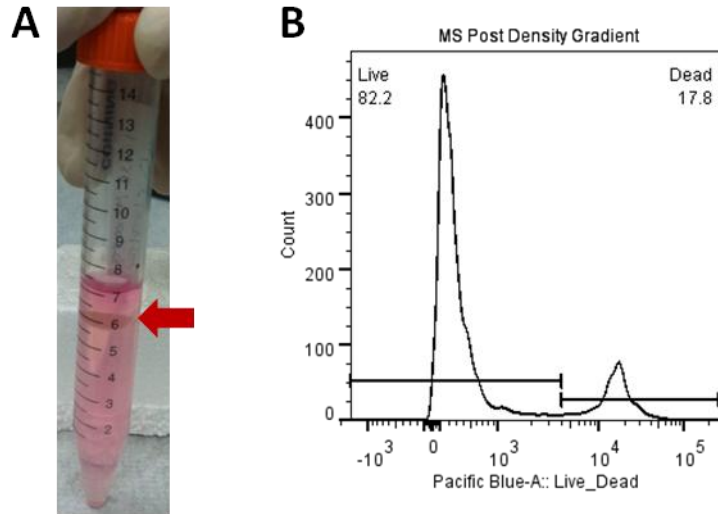 A
B
14
13
12
11
10
9
8
7
6
5
4
3
2
MS Post Density Gradient
Live
82.2
Dead
17.8
400
300
200
100
0
Count
-10³ 0 10³ 10⁴ 10⁵
Pacific Blue-A:: Live_Dead